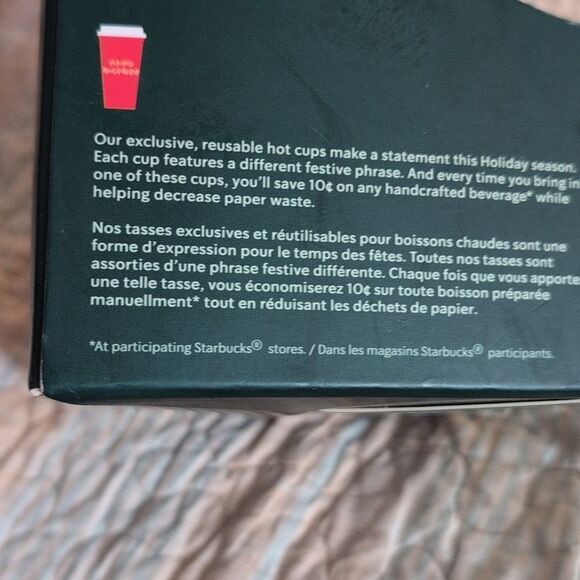 Our exclusive, reusable hot cups make a statement this Holiday season.
Each cup features a different festive phrase. And every time you bring in
one of these cups, you'll save 10¢ on any handcrafted beverage* while
helping decrease paper waste.
Nos tasses exclusives et réutilisables pour boissons chaudes sont une
forme d'expression pour le temps des fêtes. Toutes nos tasses sont
assorties d'une phrase festive différente. Chaque fois que vous apporte
une telle tasse, vous économiserez 10¢ sur toute boisson préparée
manuellment* tout en réduisant les déchets de papier.
*At participating Starbucks® stores. / Dans les magasins Starbucks® participants.